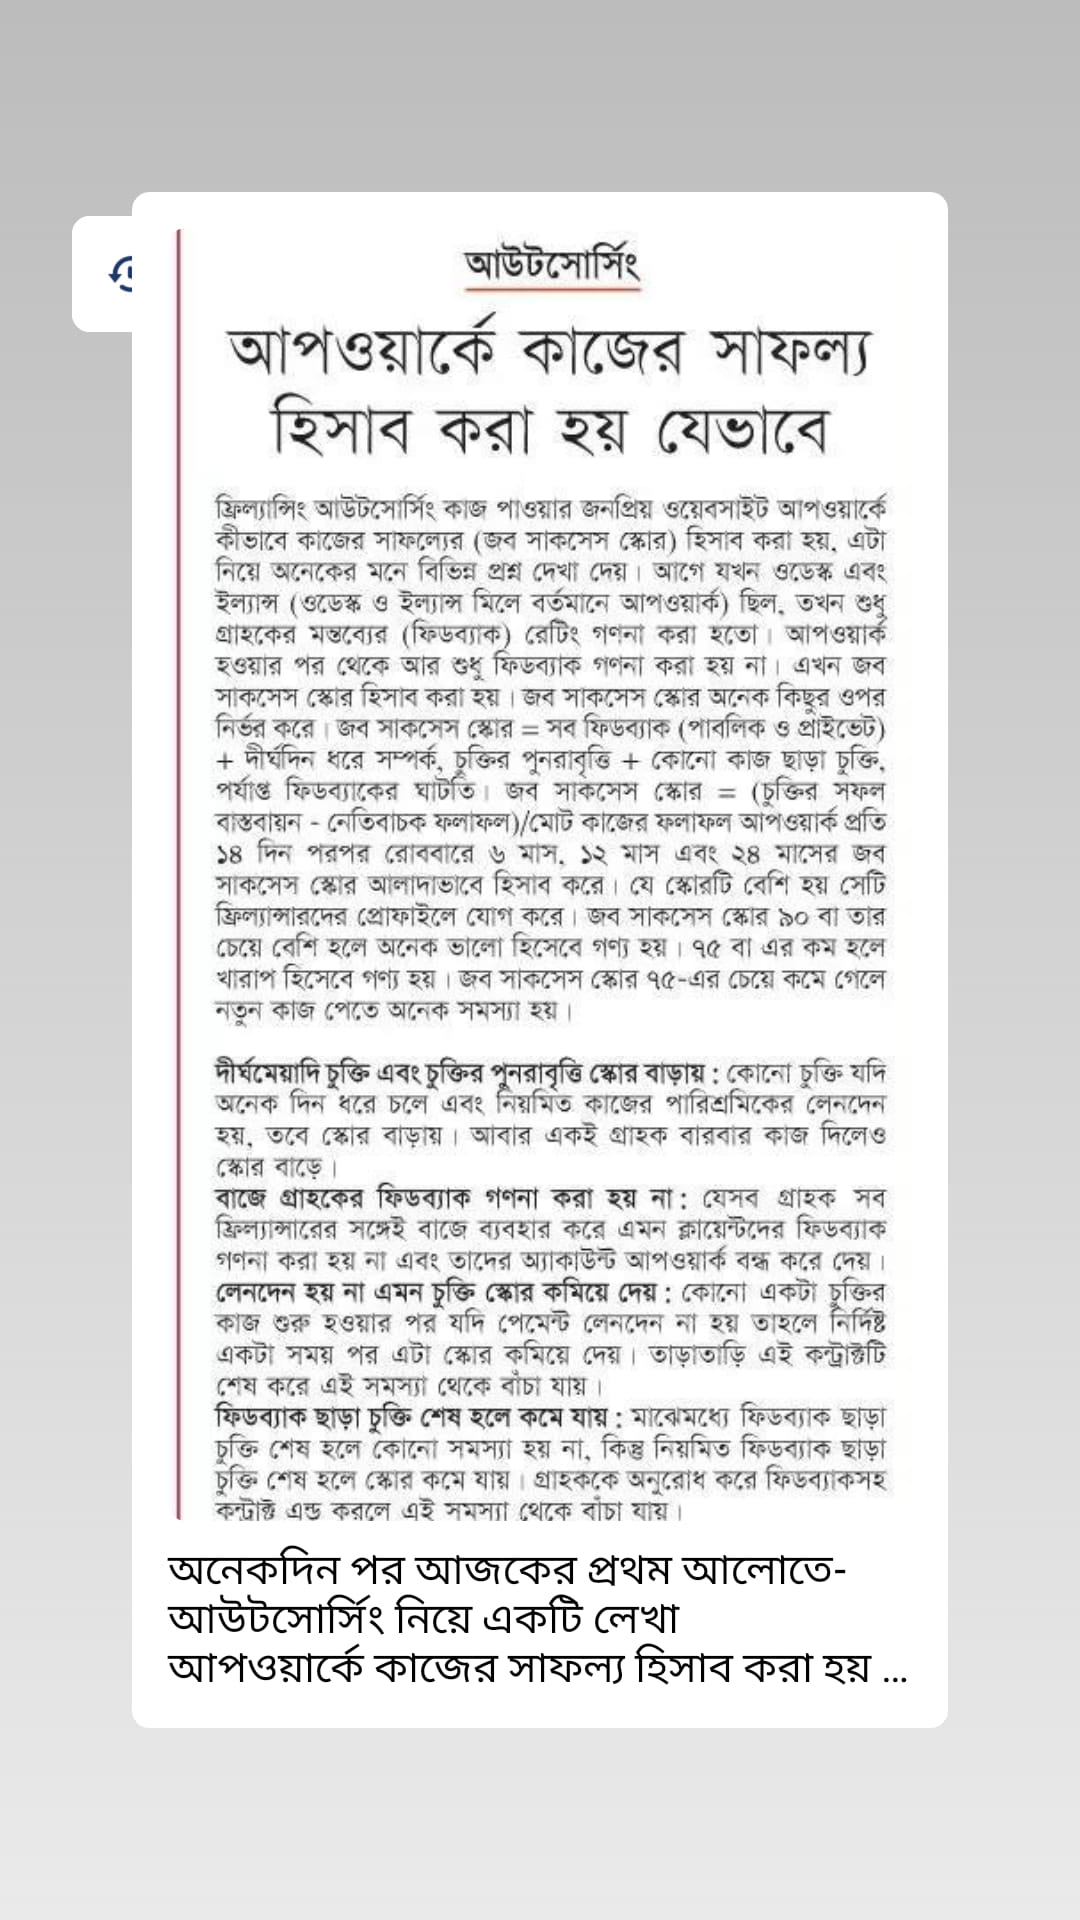 আউটসোর্সিং
আপওয়ার্কে কাজের সাফল্য
হিসাব করা হয় যেভাবে
ফ্রিল্যান্সিং আউটসোর্সিং কাজ পাওয়ার জনপ্রিয় ওয়েবসাইট আপওয়ার্কে
কীভাবে কাজের সাফল্যের (জব সাকসেস স্কোর) হিসাব করা হয়, এটা
নিয়ে অনেকের মনে বিভিন্ন প্রশ্ন দেখা দেয়। আগে যখন ওডেস্ক এবং
ইল্যান্স (ওডেস্ক ও ইল্যান্স মিলে বর্তমানে আপওয়ার্ক) ছিল, তখন শুধু
গ্রাহকের মন্তব্যের (ফিডব্যাক) রেটিং গণনা করা হতো। আপওয়ার্ক
হওয়ার পর থেকে আর শুধু ফিডব্যাক গণনা করা হয় না। এখন জব
সাকসেস স্কোর হিসাব করা হয়। জব সাকসেস স্কোর অনেক কিছুর ওপর
নির্ভর করে। জব সাকসেস স্কোর = সব ফিডব্যাক (পাবলিক ও প্রাইভেট)
+ দীর্ঘদিন ধরে সম্পর্ক, চুক্তির পুনরাবৃত্তি + কোনো কাজ ছাড়া চুক্তি,
পর্যাপ্ত ফিডব্যাকের ঘাটতি। জব সাকসেস স্কোর = (চুক্তির সফল
বাস্তবায়ন - নেতিবাচক ফলাফল)/মোট কাজের ফলাফল আপওয়ার্ক প্রতি
১৪ দিন পরপর রোববারে ৬ মাস, ১২ মাস এবং ২৪ মাসের জব
সাকসেস স্কোর আলাদাভাবে হিসাব করে। যে স্কোরটি বেশি হয় সেটি
ফ্রিল্যান্সারদের প্রোফাইলে যোগ করে। জব সাকসেস স্কোর ৯০ বা তার
চেয়ে বেশি হলে অনেক ভালো হিসেবে গণ্য হয়। ৭৫ বা এর কম হলে
খারাপ হিসেবে গণ্য হয়। জব সাকসেস স্কোর ৭৫-এর চেয়ে কমে গেলে
নতুন কাজ পেতে অনেক সমস্যা হয়।
দীর্ঘমেয়াদি চুক্তি এবং চুক্তির পুনরাবৃত্তি স্কোর বাড়ায় : কোনো চুক্তি যদি
অনেক দিন ধরে চলে এবং নিয়মিত কাজের পারিশ্রমিকের লেনদেন
হয়, তবে স্কোর বাড়ায়। আবার একই গ্রাহক বারবার কাজ দিলেও
স্কোর বাড়ে।
বাজে গ্রাহকের ফিডব্যাক গণনা করা হয় না : যেসব গ্রাহক সব
ফ্রিল্যান্সারের সঙ্গেই বাজে ব্যবহার করে এমন ক্লায়েন্টদের ফিডব্যাক
গণনা করা হয় না এবং তাদের অ্যাকাউন্ট আপওয়ার্ক বন্ধ করে দেয়।
লেনদেন হয় না এমন চুক্তি স্কোর কমিয়ে দেয় : কোনো একটা চুক্তির
কাজ শুরু হওয়ার পর যদি পেমেন্ট লেনদেন না হয় তাহলে নির্দিষ্ট
একটা সময় পর এটা স্কোর কমিয়ে দেয়। তাড়াতাড়ি এই কন্ট্রাক্টটি
শেষ করে এই সমস্যা থেকে বাঁচা যায়।
ফিডব্যাক ছাড়া চুক্তি শেষ হলে কমে যায় : মাঝেমধ্যে ফিডব্যাক ছাড়া
চুক্তি শেষ হলে কোনো সমস্যা হয় না, কিন্তু নিয়মিত ফিডব্যাক ছাড়া
চুক্তি শেষ হলে স্কোর কমে যায়। গ্রাহককে অনুরোধ করে ফিডব্যাকসহ
কন্ট্রাক্ট এন্ড করলে এই সমস্যা থেকে বাঁচা যায়।
অনেকদিন পর আজকের প্রথম আলোতে-
আউটসোর্সিং নিয়ে একটি লেখা
আপওয়ার্কে কাজের সাফল্য হিসাব করা হয় ...